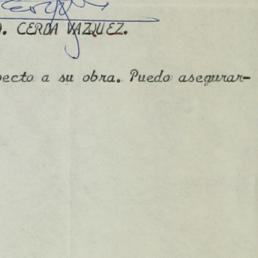 . CERDA VAZQUEZ.
pecto a su obra. Puedo asegurar-